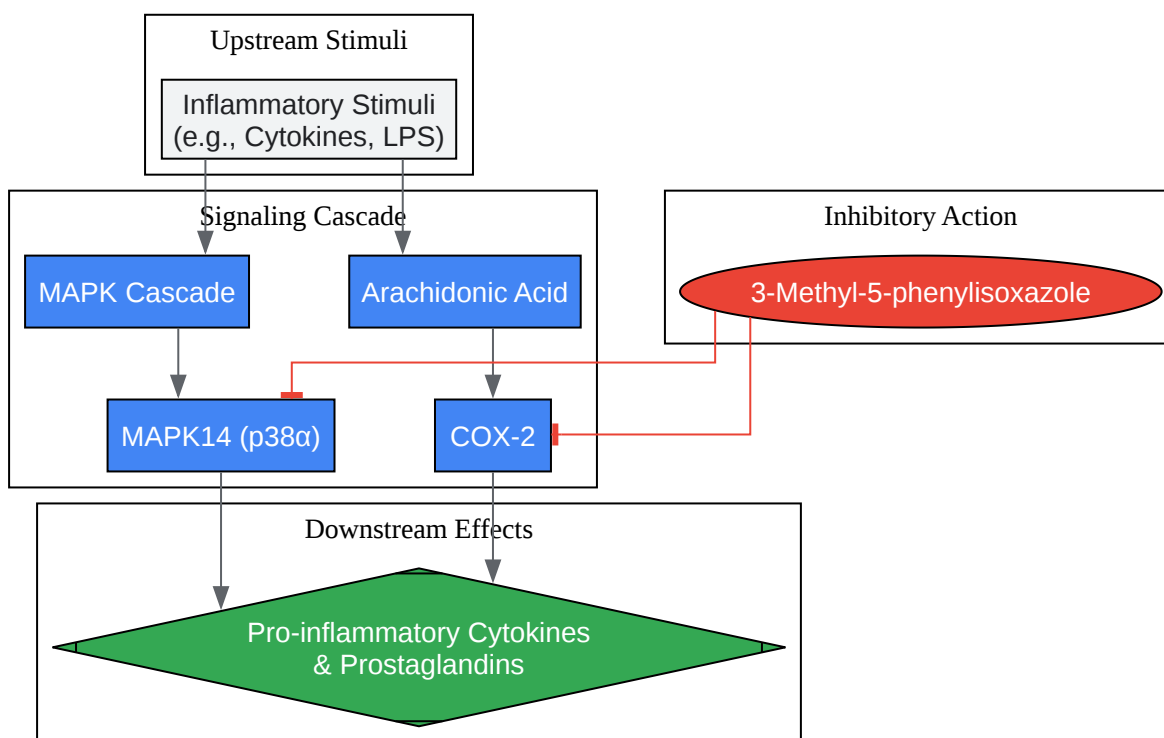 Upstream Stimuli
Inflammatory Stimuli
(e.g., Cytokines, LPS)
Signaling Cascade
Inhibitory Action
MAPK Cascade
Arachidonic Acid
3-Methyl-5-phenylisoxazole
MAPK14 (p38α)
COX-2
Downstream Effects
Pro-inflammatory Cytokines
& Prostaglandins